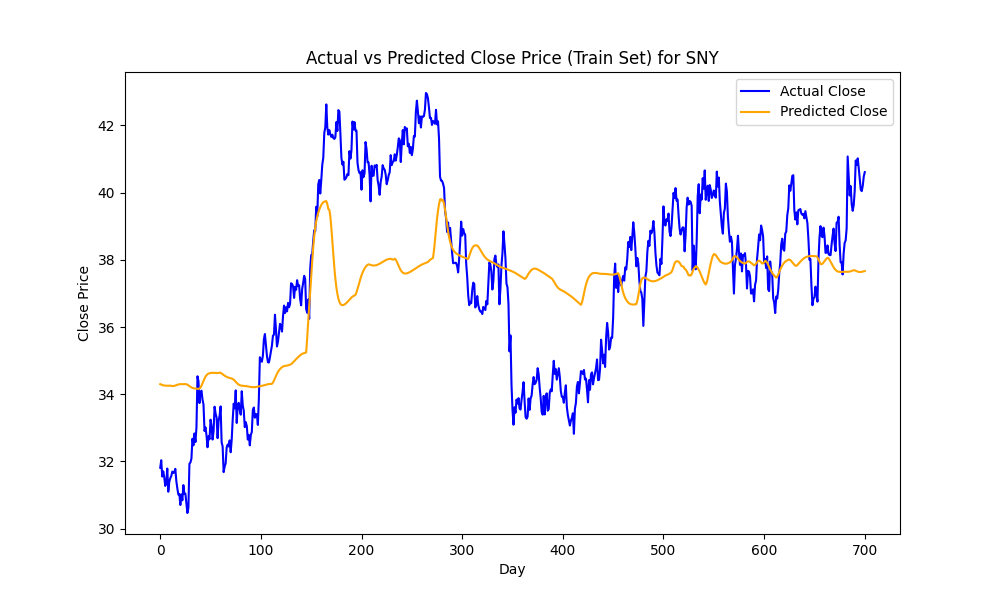 Actual vs Predicted Close Price (Train Set) for SNY
Actual Close
Predicted Close
Close Price
42
40
38
36
34
32
30
0 100 200 300 400 500 600 700
Day